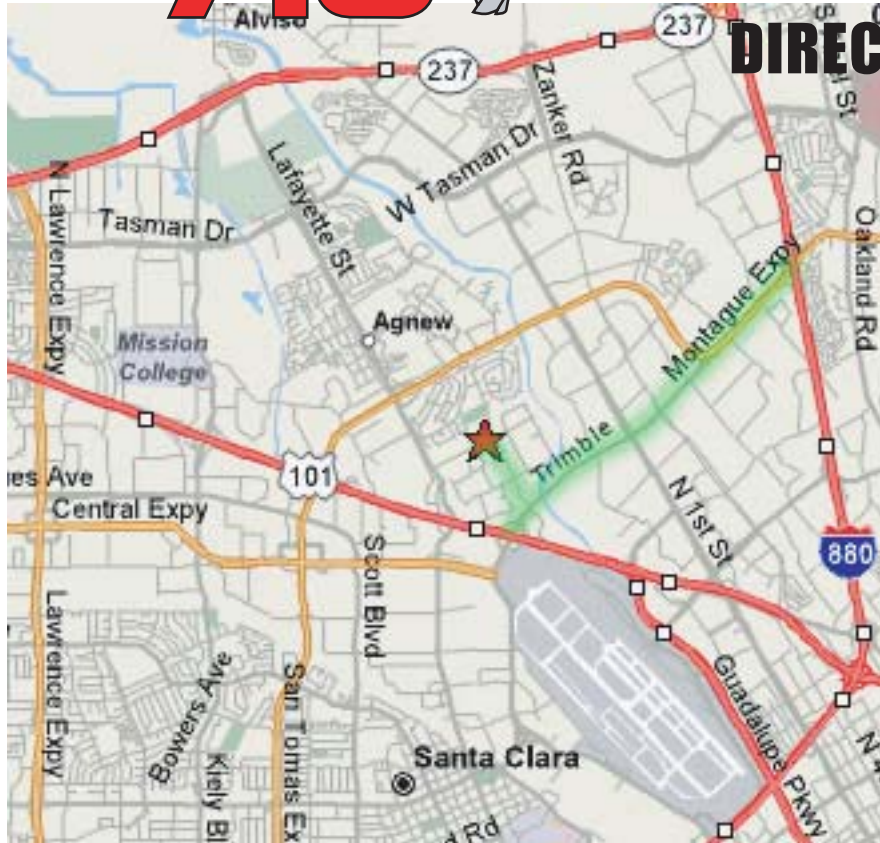 Alviso
237
237
DIREC
Zanker Rd
Lafayette St
W Tasman Dr
N Lawrence Expy
Tasman Dr
Oakland Rd
Montague Expy
Agnew
Mission
College
Trimble
101
es Ave
Central Expy
N 1st St
880
Scott Blvd
Lawrence Expy
Bowers Ave
San Tomas Ex
Guadalupe Pkwy
Santa Clara
Kiely Bl
N 4
d Rd